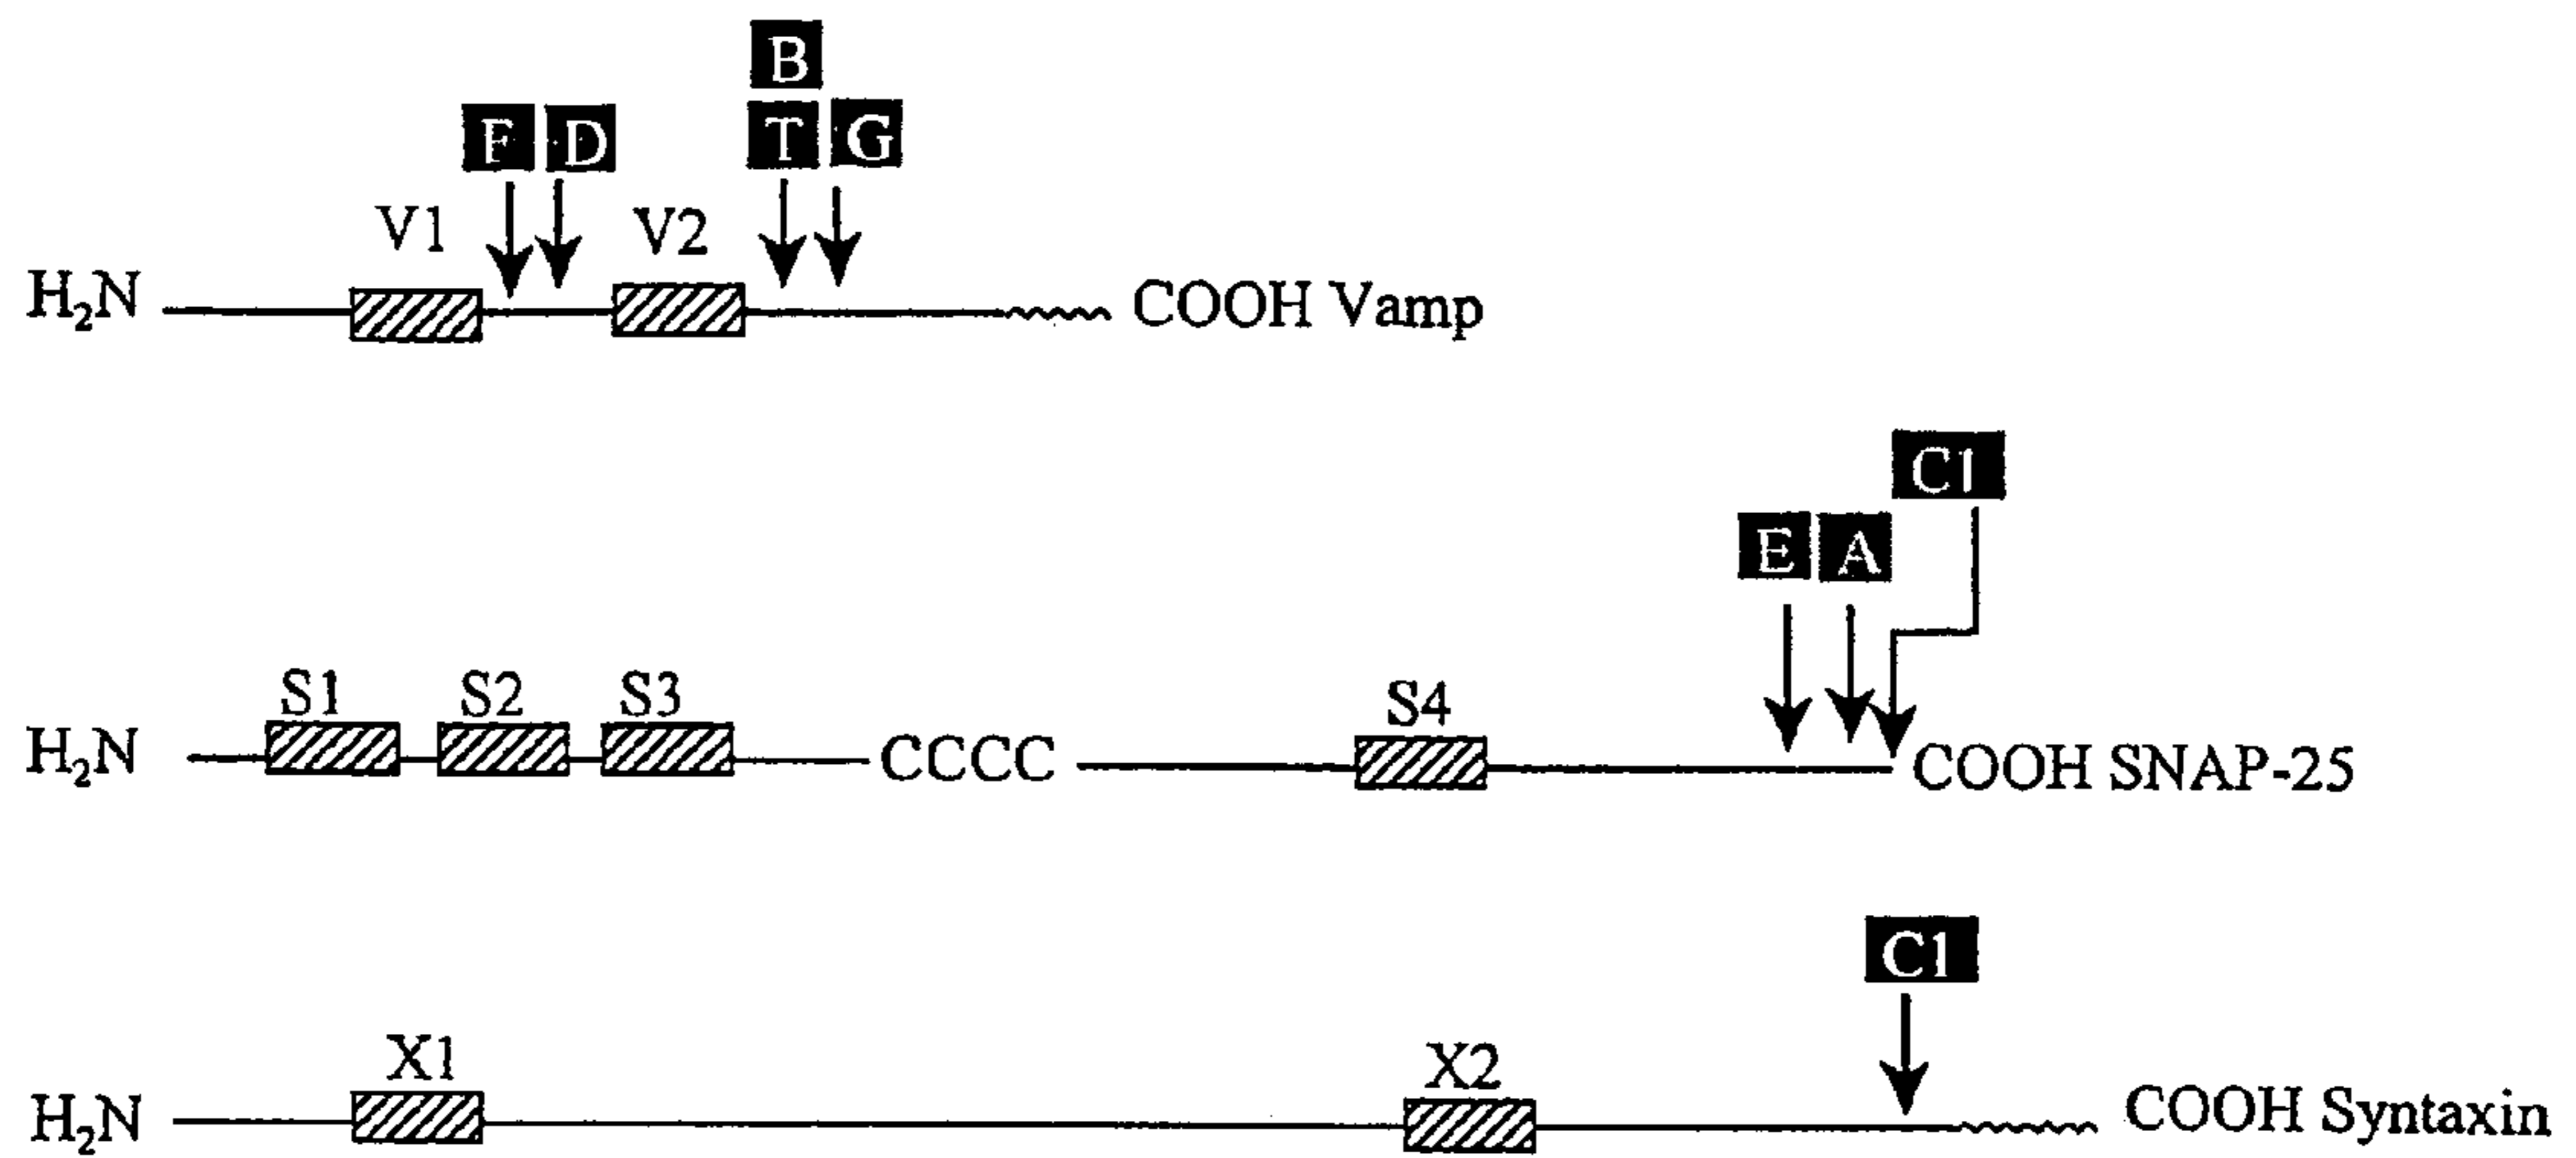 B
F D T G
V1 V2
H₂N COOH Vamp
C1
E A
S1 S2 S3 S4
H₂N CCCC COOH SNAP-25
C1
X1 X2
H₂N COOH Syntaxin